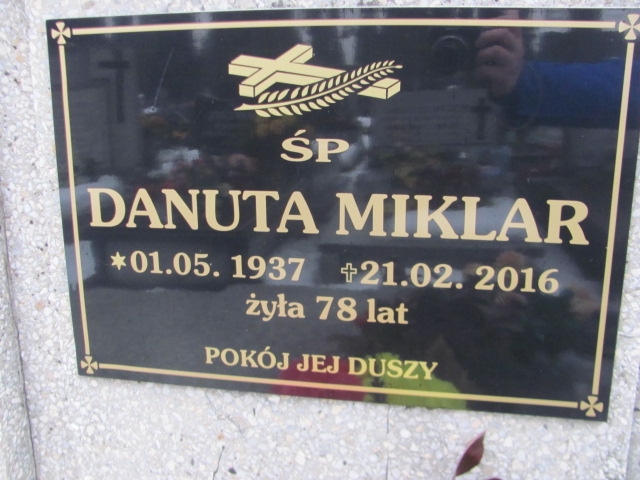 ŚP
DANUTA MIKLAR
*01.05. 1937 ✝21.02. 2016
żyła 78 lat
POKÓJ JEJ DUSZY